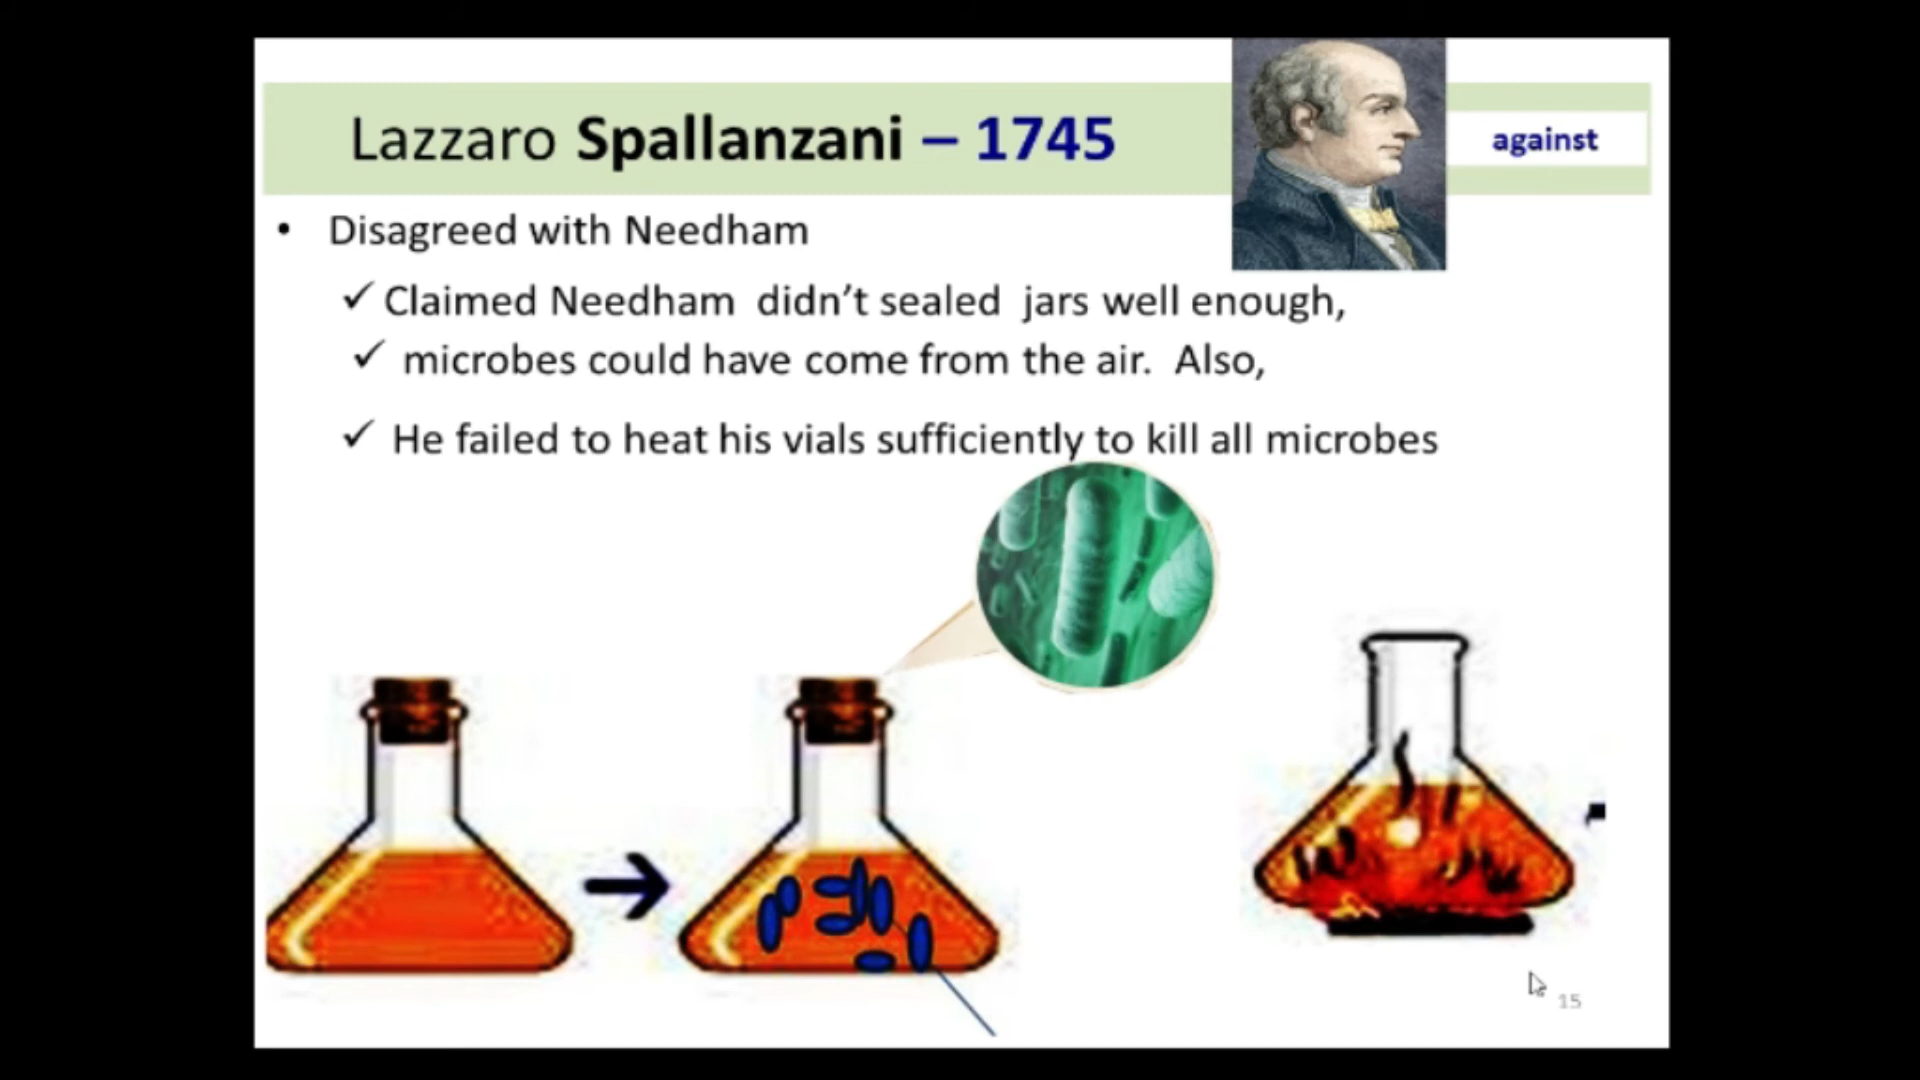 Lazzaro Spallanzani – 1745
against
• Disagreed with Needham
✓ Claimed Needham didn’t sealed jars well enough,
✓ microbes could have come from the air. Also,
✓ He failed to heat his vials sufficiently to kill all microbes
15